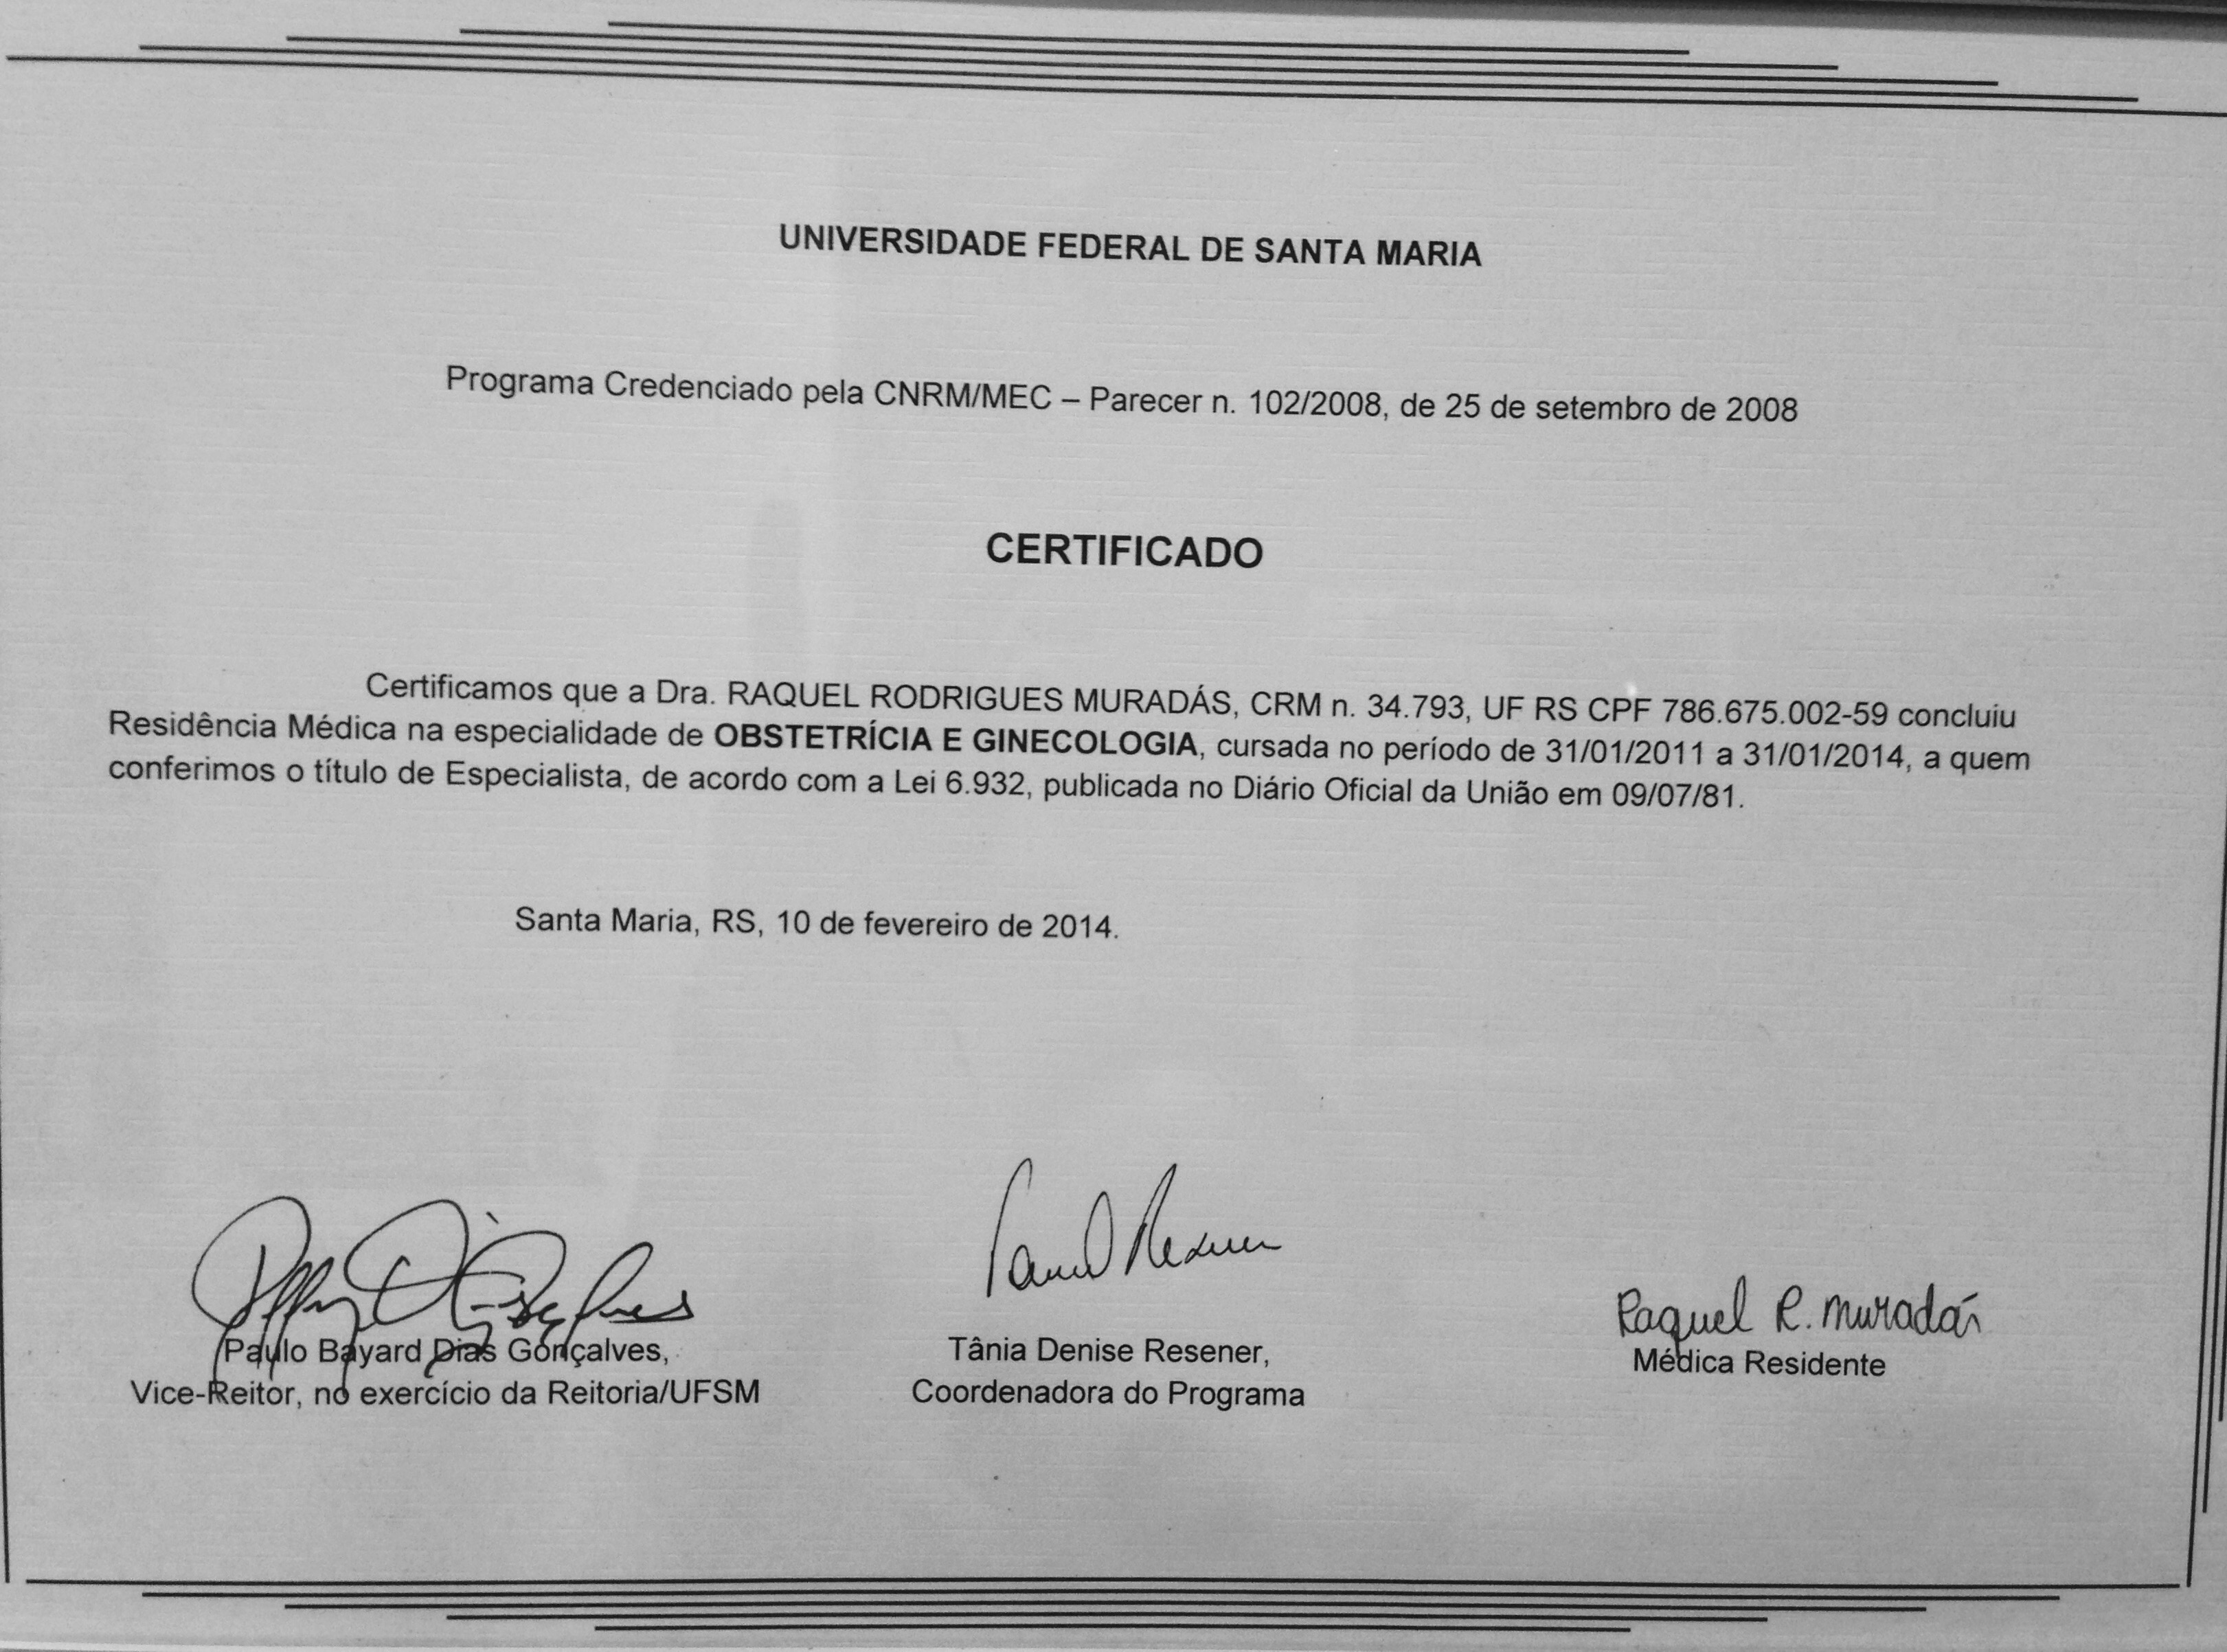 UNIVERSIDADE FEDERAL DE SANTA MARIA
Programa Credenciado pela CNRM/MEC – Parecer n. 102/2008, de 25 de setembro de 2008
CERTIFICADO
Certificamos que a Dra. RAQUEL RODRIGUES MURADÁS, CRM n. 34.793, UF RS CPF 786.675.002-59 concluiu
Residência Médica na especialidade de OBSTETRÍCIA E GINECOLOGIA, cursada no período de 31/01/2011 a 31/01/2014, a quem
conferimos o título de Especialista, de acordo com a Lei 6.932, publicada no Diário Oficial da União em 09/07/81.
Santa Maria, RS, 10 de fevereiro de 2014.
Paulo Bayard Dias Gonçalves,
Vice-Reitor, no exercício da Reitoria/UFSM
Tânia Denise Resener,
Coordenadora do Programa
Raquel R. Muradás
Médica Residente